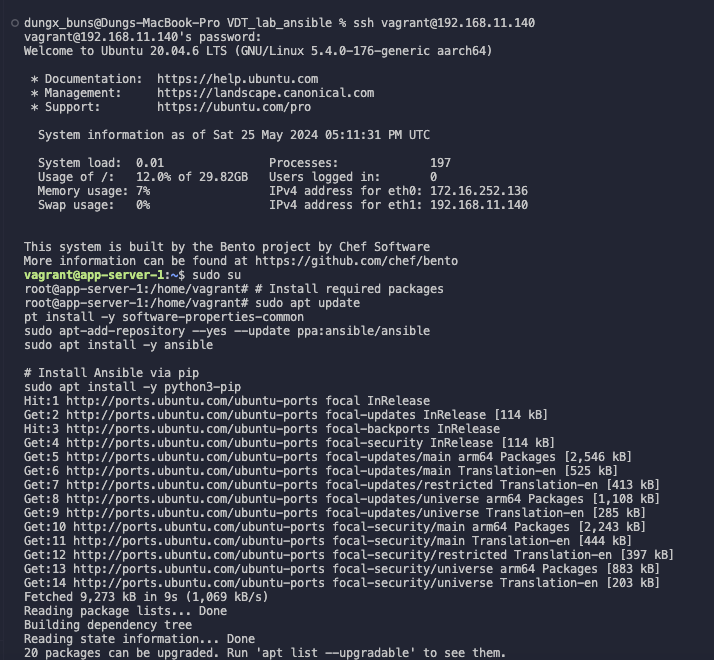 dungx_buns@Dungs-MacBook-Pro VDT_lab_ansible % ssh vagrant@192.168.11.140
vagrant@192.168.11.140's password:
Welcome to Ubuntu 20.04.6 LTS (GNU/Linux 5.4.0-176-generic aarch64)
* Documentation:  https://help.ubuntu.com
* Management:     https://landscape.canonical.com
* Support:        https://ubuntu.com/pro
System information as of Sat 25 May 2024 05:11:31 PM UTC
System load:  0.01               Processes:             197
Usage of /:   12.0% of 29.82GB   Users logged in:       0
Memory usage: 7%                 IPv4 address for eth0: 172.16.252.136
Swap usage:   0%                 IPv4 address for eth1: 192.168.11.140
This system is built by the Bento project by Chef Software
More information can be found at https://github.com/chef/bento
vagrant@app-server-1:~$ sudo su
root@app-server-1:/home/vagrant# # Install required packages
root@app-server-1:/home/vagrant# sudo apt update
pt install -y software-properties-common
sudo apt-add-repository --yes --update ppa:ansible/ansible
sudo apt install -y ansible
# Install Ansible via pip
sudo apt install -y python3-pip
Hit:1 http://ports.ubuntu.com/ubuntu-ports focal InRelease
Get:2 http://ports.ubuntu.com/ubuntu-ports focal-updates InRelease [114 kB]
Hit:3 http://ports.ubuntu.com/ubuntu-ports focal-backports InRelease
Get:4 http://ports.ubuntu.com/ubuntu-ports focal-security InRelease [114 kB]
Get:5 http://ports.ubuntu.com/ubuntu-ports focal-updates/main arm64 Packages [2,546 kB]
Get:6 http://ports.ubuntu.com/ubuntu-ports focal-updates/main Translation-en [525 kB]
Get:7 http://ports.ubuntu.com/ubuntu-ports focal-updates/restricted Translation-en [413 kB]
Get:8 http://ports.ubuntu.com/ubuntu-ports focal-updates/universe arm64 Packages [1,108 kB]
Get:9 http://ports.ubuntu.com/ubuntu-ports focal-updates/universe Translation-en [285 kB]
Get:10 http://ports.ubuntu.com/ubuntu-ports focal-security/main arm64 Packages [2,243 kB]
Get:11 http://ports.ubuntu.com/ubuntu-ports focal-security/main Translation-en [444 kB]
Get:12 http://ports.ubuntu.com/ubuntu-ports focal-security/restricted Translation-en [397 kB]
Get:13 http://ports.ubuntu.com/ubuntu-ports focal-security/universe arm64 Packages [883 kB]
Get:14 http://ports.ubuntu.com/ubuntu-ports focal-security/universe Translation-en [203 kB]
Fetched 9,273 kB in 9s (1,069 kB/s)
Reading package lists... Done
Building dependency tree
Reading state information... Done
20 packages can be upgraded. Run 'apt list --upgradable' to see them.